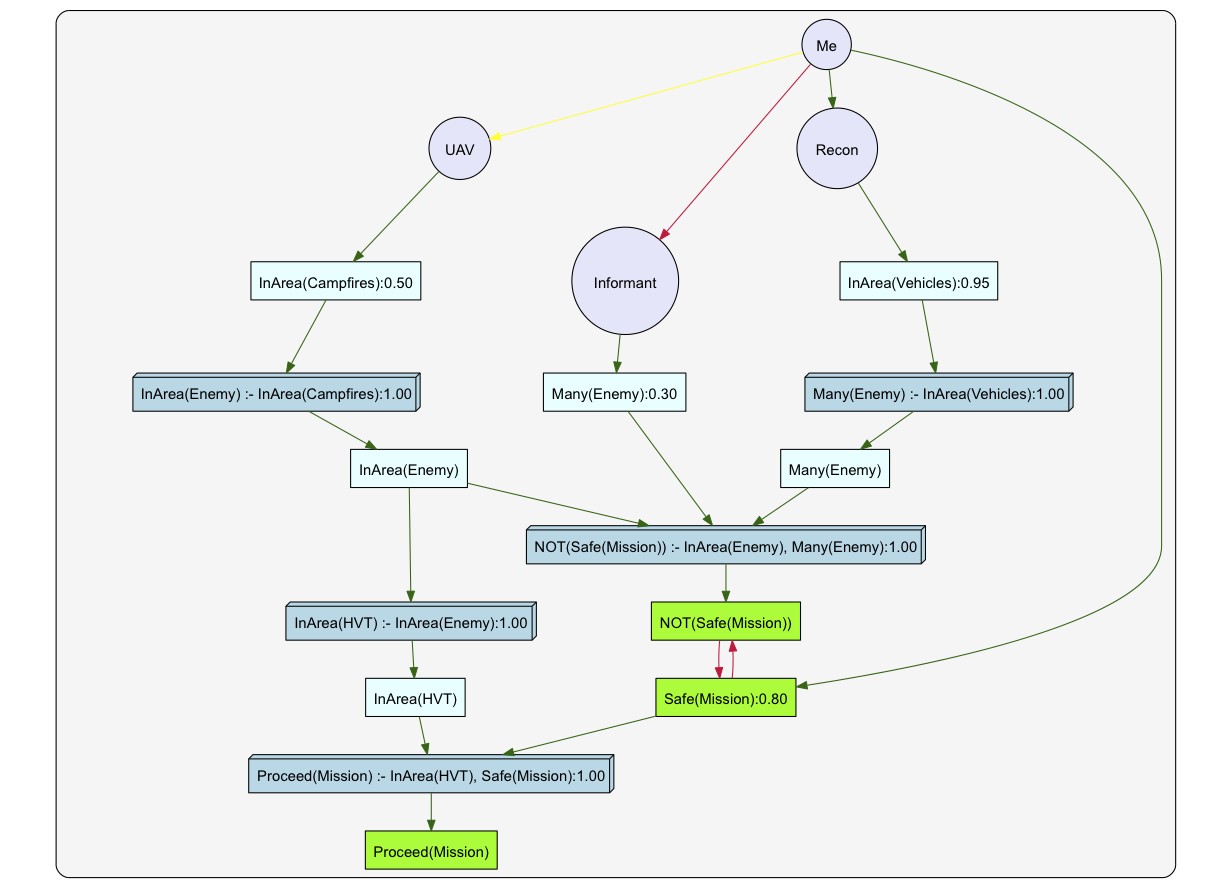 Me
UAV
Recon
Informant
InArea(Campfires):0.50
InArea(Vehicles):0.95
InArea(Enemy) :- InArea(Campfires):1.00
Many(Enemy):0.30
Many(Enemy) :- InArea(Vehicles):1.00
InArea(Enemy)
Many(Enemy)
NOT(Safe(Mission)) :- InArea(Enemy), Many(Enemy):1.00
InArea(HVT) :- InArea(Enemy):1.00
NOT(Safe(Mission))
InArea(HVT)
Safe(Mission):0.80
Proceed(Mission) :- InArea(HVT), Safe(Mission):1.00
Proceed(Mission)